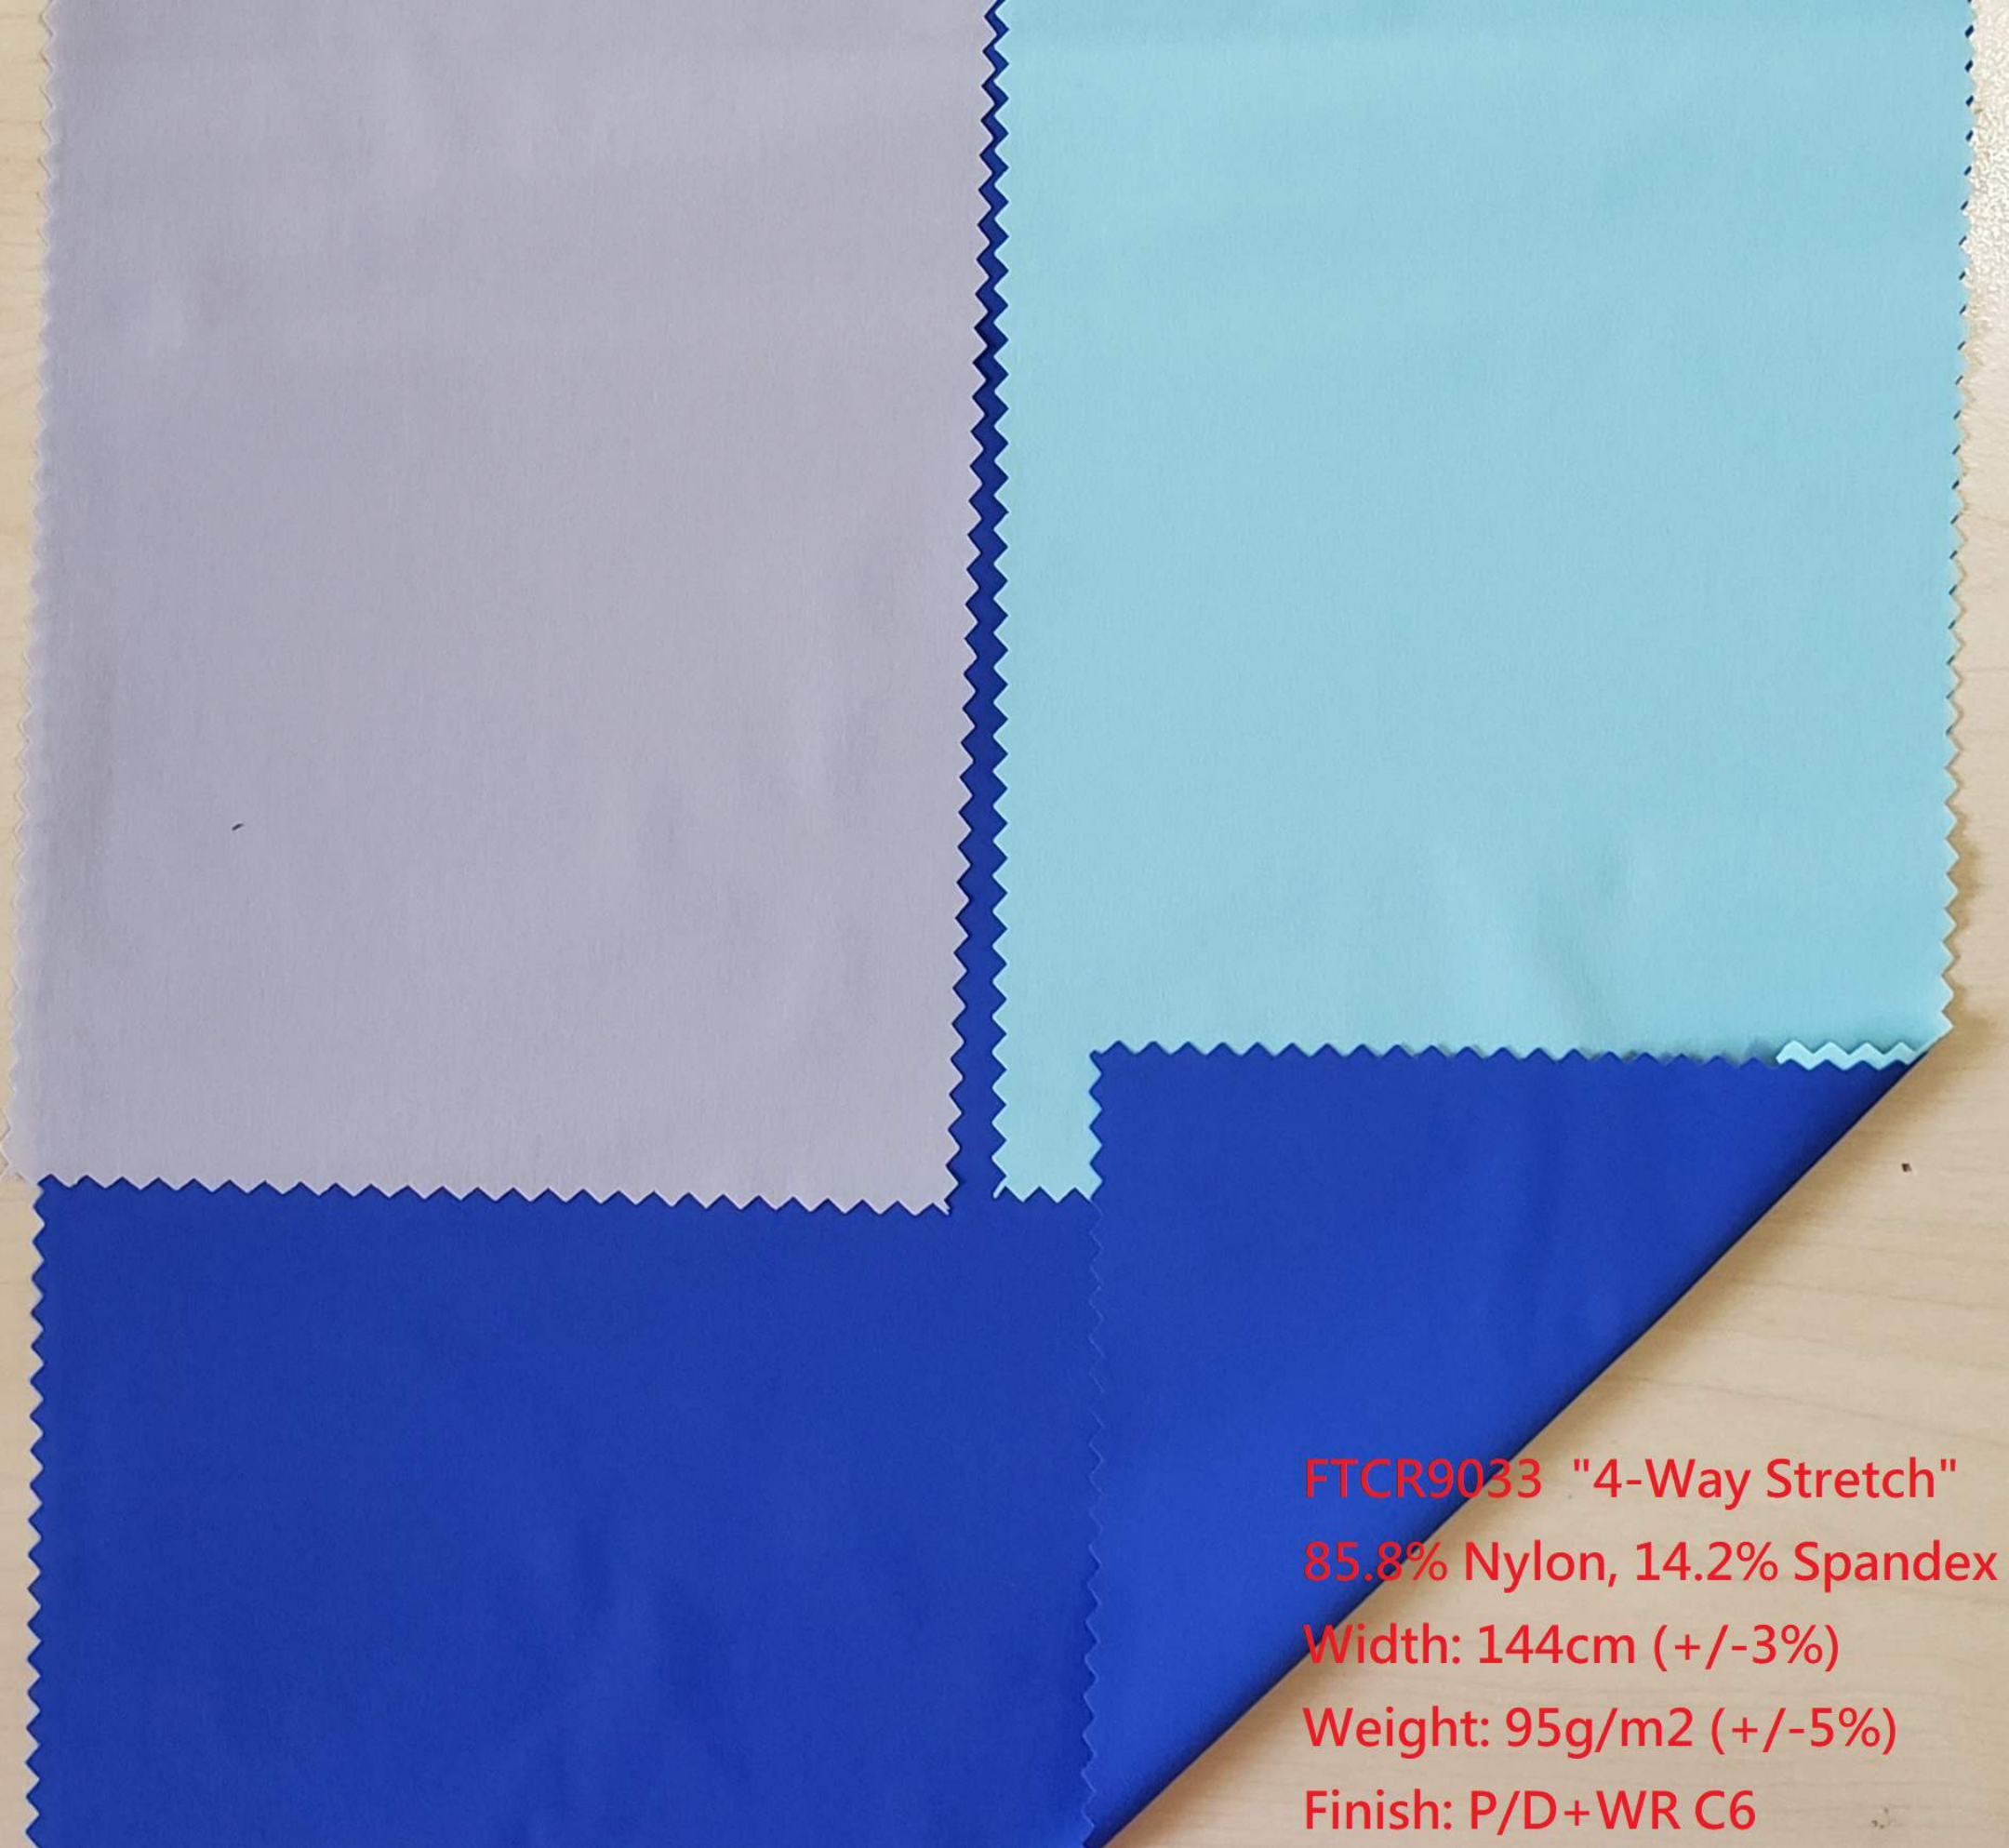 FTCR9033 "4-Way Stretch"
85.8% Nylon, 14.2% Spandex
Width: 144cm (+/-3%)
Weight: 95g/m2 (+/-5%)
Finish: P/D+WR C6